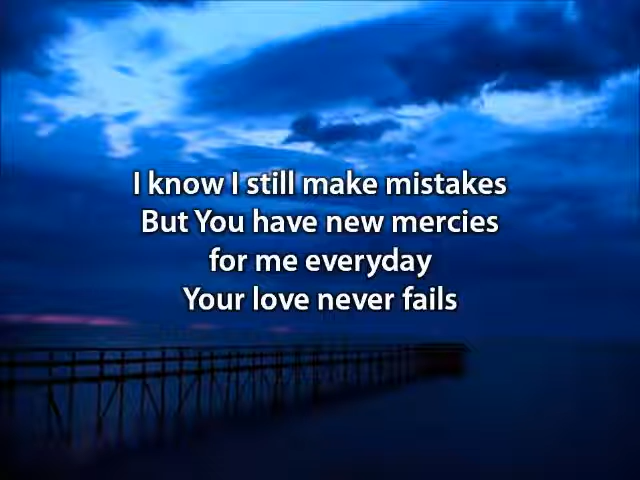 I know I still make mistakes
But You have new mercies
for me everyday
Your love never fails